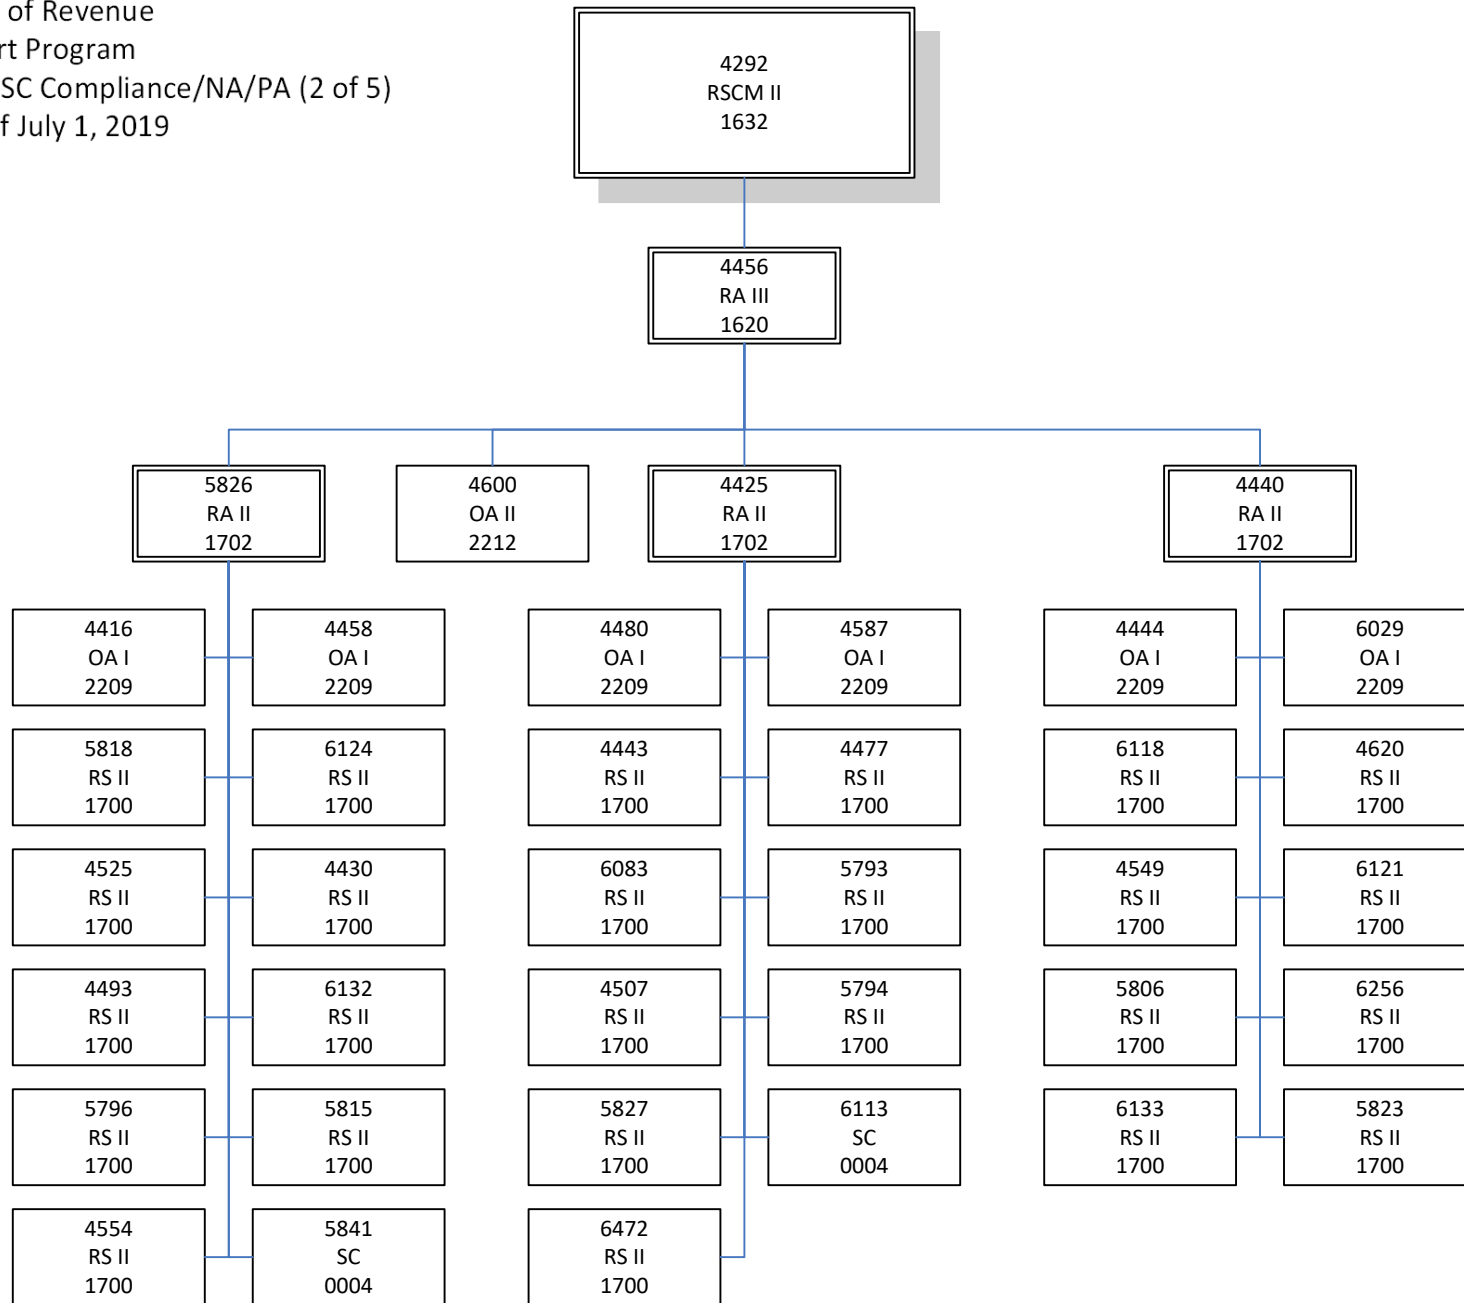 of Revenue
rt Program
SC Compliance/NA/PA (2 of 5)
f July 1, 2019
4292
RSCM II
1632
4456
RA III
1620
5826
RA II
1702
4600
OA II
2212
4425
RA II
1702
4440
RA II
1702
4416
OA I
2209
4458
OA I
2209
4480
OA I
2209
4587
OA I
2209
4444
OA I
2209
6029
OA I
2209
5818
RS II
1700
6124
RS II
1700
4443
RS II
1700
4477
RS II
1700
6118
RS II
1700
4620
RS II
1700
4525
RS II
1700
4430
RS II
1700
6083
RS II
1700
5793
RS II
1700
4549
RS II
1700
6121
RS II
1700
4493
RS II
1700
6132
RS II
1700
4507
RS II
1700
5794
RS II
1700
5806
RS II
1700
6256
RS II
1700
5796
RS II
1700
5815
RS II
1700
5827
RS II
1700
6113
SC
0004
6133
RS II
1700
5823
RS II
1700
4554
RS II
1700
5841
SC
0004
6472
RS II
1700